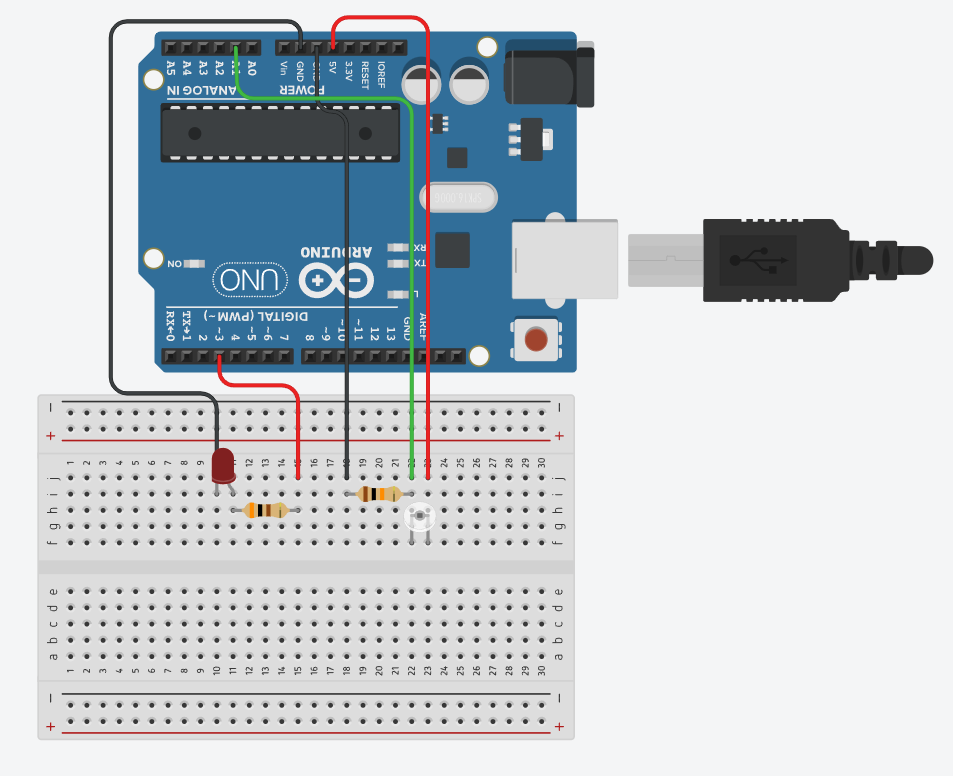 A5 A4 A3 A2 A1 A0 Vin GND GND 5V 3.3V RESET IOREF
ANALOG IN POWER
RX
TX
L
ON
ARDUINO
UNO
DIGITAL (PWM~)
RX←0 TX→1 2 ~3 4 ~5 ~6 7 8 ~9 ~10 ~11 12 13 GND AREF
− −
+ +
1 2 3 4 5 6 7 8 9 10 11 12 13 14 15 16 17 18 19 20 21 22 23 24 25 26 27 28 29 30
j j
i i
h h
g g
f f
e e
d d
c c
b b
a a
1 2 3 4 5 6 7 8 9 10 11 12 13 14 15 16 17 18 19 20 21 22 23 24 25 26 27 28 29 30
− −
+ +